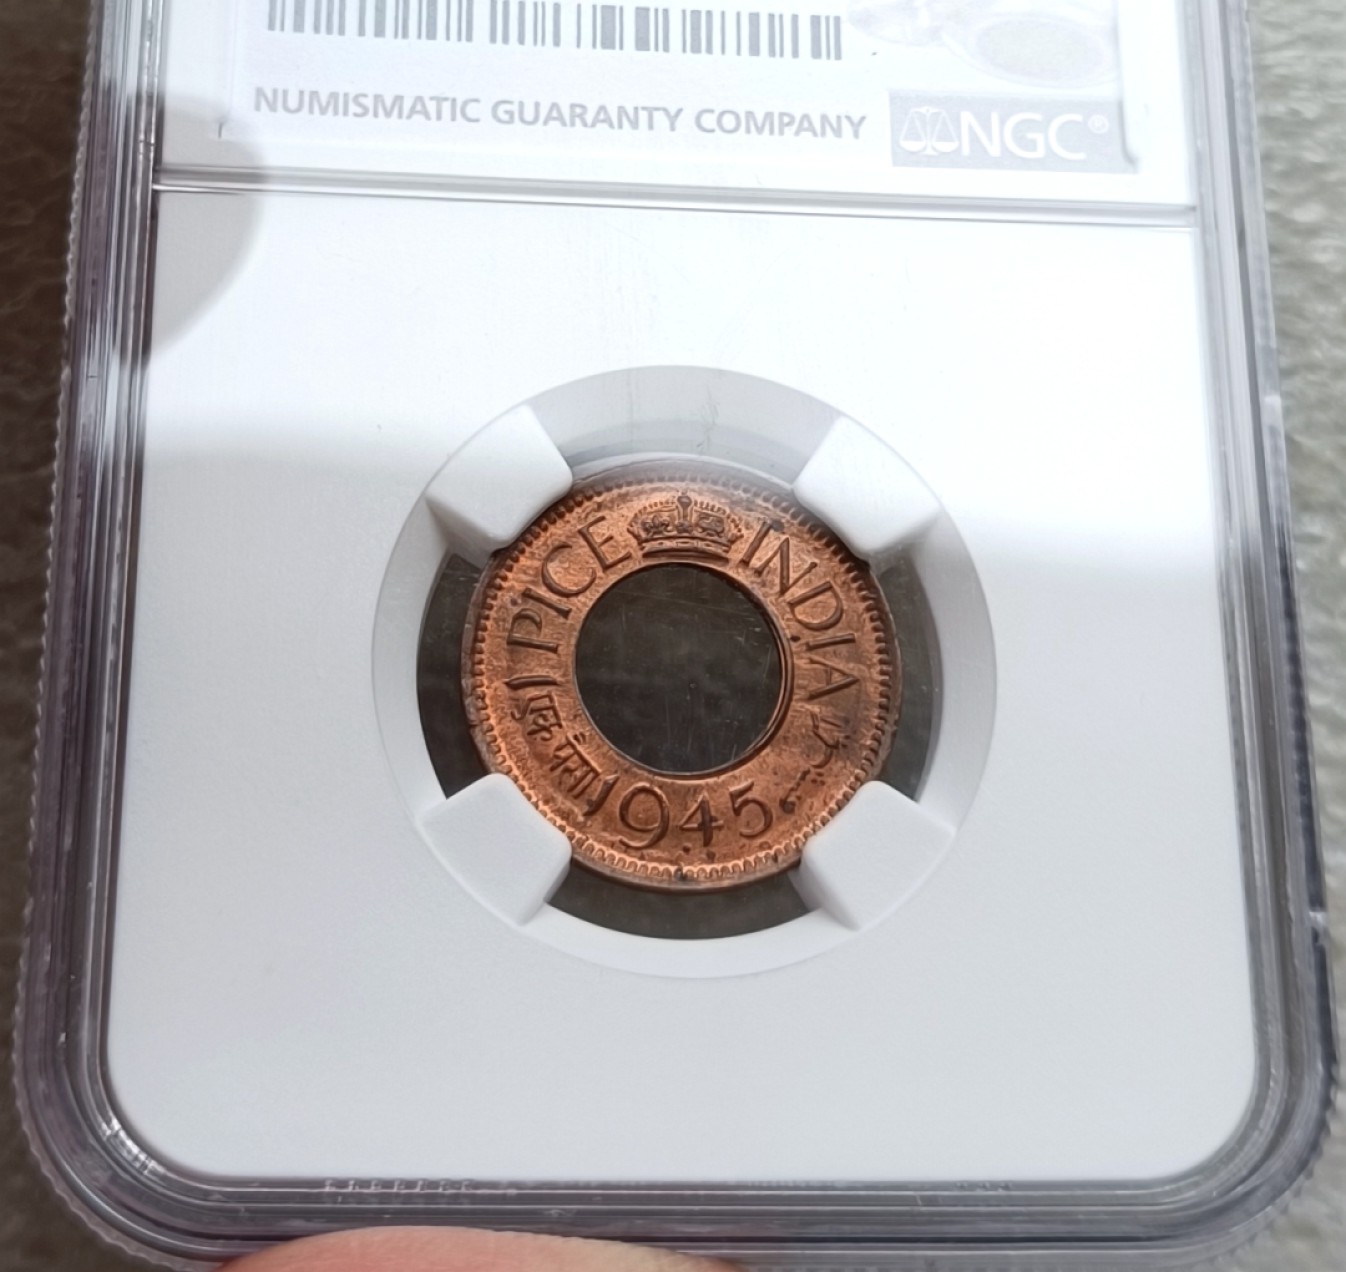 NUMISMATIC GUARANTY COMPANY
NGC®
1 PICE INDIA
एक पैसा
1945